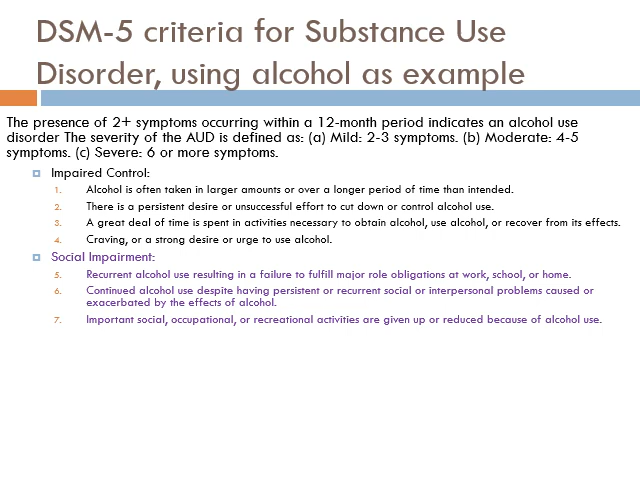 DSM-5 criteria for Substance Use
Disorder, using alcohol as example
The presence of 2+ symptoms occurring within a 12-month period indicates an alcohol use
disorder The severity of the AUD is defined as: (a) Mild: 2-3 symptoms. (b) Moderate: 4-5
symptoms. (c) Severe: 6 or more symptoms.
Impaired Control:
1. Alcohol is often taken in larger amounts or over a longer period of time than intended.
2. There is a persistent desire or unsuccessful effort to cut down or control alcohol use.
3. A great deal of time is spent in activities necessary to obtain alcohol, use alcohol, or recover from its effects.
4. Craving, or a strong desire or urge to use alcohol.
Social Impairment:
5. Recurrent alcohol use resulting in a failure to fulfill major role obligations at work, school, or home.
6. Continued alcohol use despite having persistent or recurrent social or interpersonal problems caused or
exacerbated by the effects of alcohol.
7. Important social, occupational, or recreational activities are given up or reduced because of alcohol use.